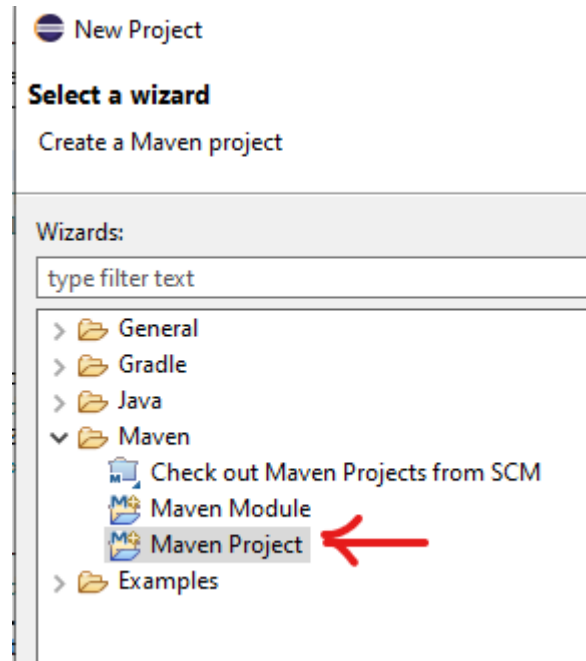 New Project
Select a wizard
Create a Maven project
Wizards:
type filter text
General
Gradle
Java
Maven
Check out Maven Projects from SCM
Maven Module
Maven Project
Examples